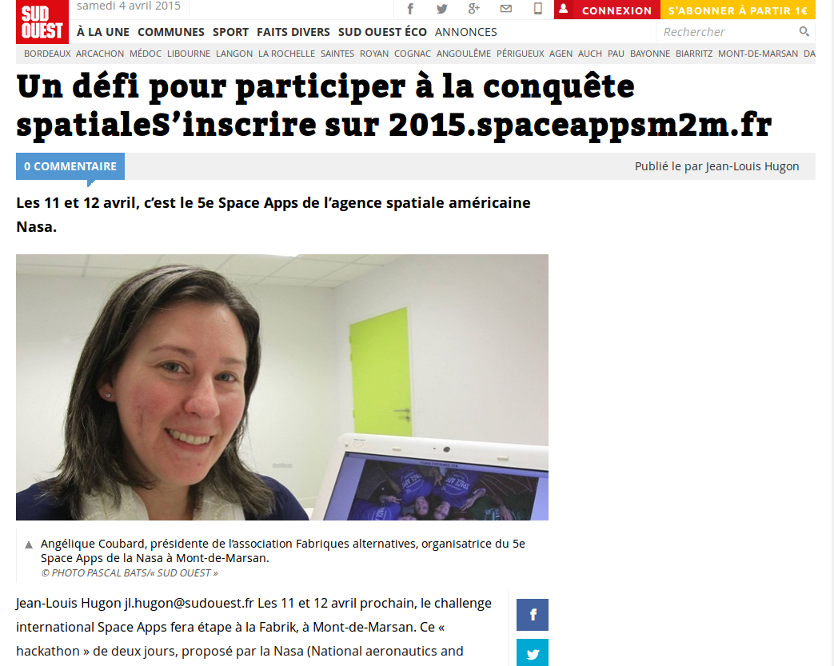 SUD OUEST
samedi 4 avril 2015
CONNEXION
S'ABONNER À PARTIR 1€
À LA UNE COMMUNES SPORT FAITS DIVERS SUD OUEST ÉCO ANNONCES
Rechercher
BORDEAUX ARCACHON MÉDOC LIBOURNE LANGON LA ROCHELLE SAINTES ROYAN COGNAC ANGOULÊME PÉRIGUEUX AGEN AUCH PAU BAYONNE BIARRITZ MONT-DE-MARSAN DA
Un défi pour participer à la conquête
spatialeS’inscrire sur 2015.spaceappsm2m.fr
0 COMMENTAIRE
Publié le par Jean-Louis Hugon
Les 11 et 12 avril, c’est le 5e Space Apps de l’agence spatiale américaine
Nasa.
Angélique Coubard, présidente de l’association Fabriques alternatives, organisatrice du 5e
Space Apps de la Nasa à Mont-de-Marsan.
© PHOTO PASCAL BATS/« SUD OUEST »
Jean-Louis Hugon jl.hugon@sudouest.fr Les 11 et 12 avril prochain, le challenge
international Space Apps fera étape à la Fabrik, à Mont-de-Marsan. Ce «
hackathon » de deux jours, proposé par la Nasa (National aeronautics and